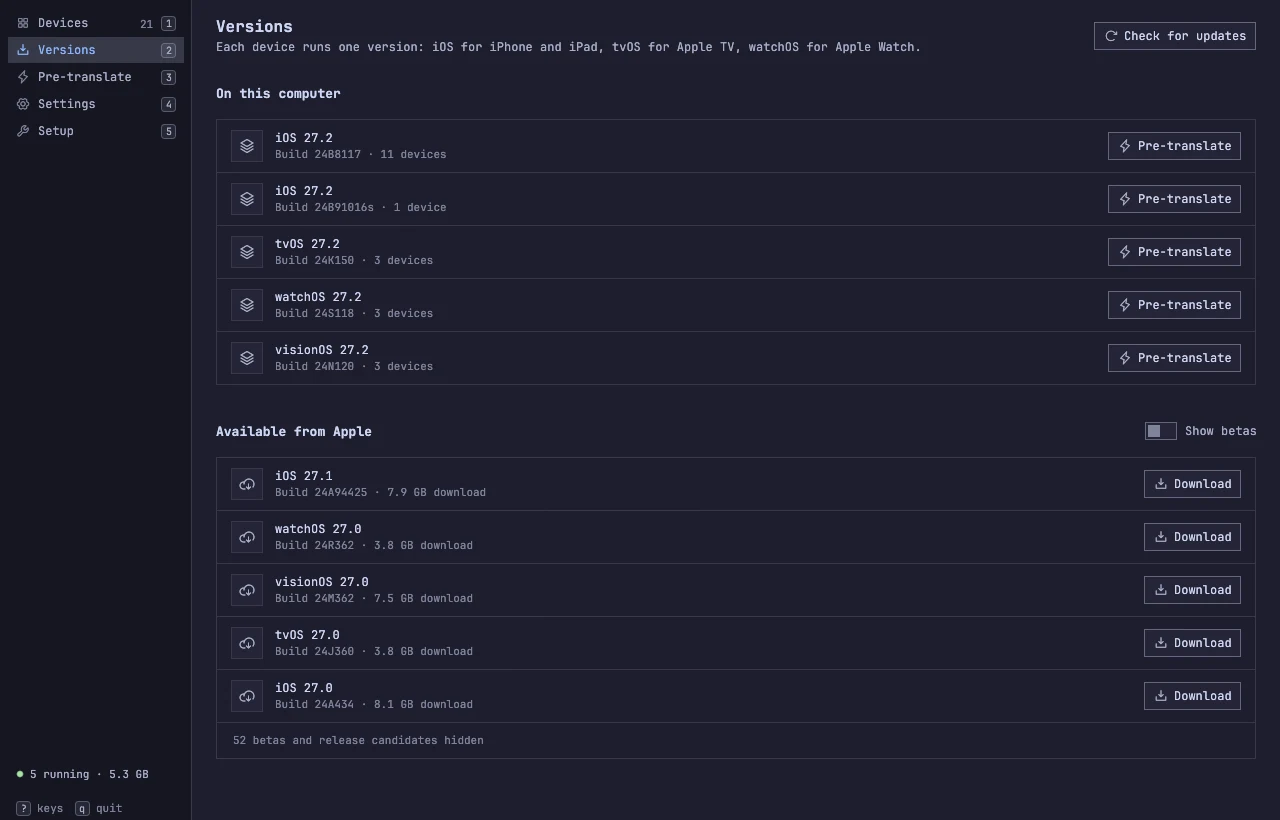 Devices 21 1
Versions 2
Pre-translate 3
Settings 4
Setup 5
5 running · 5.3 GB
? keys q quit
Versions
Each device runs one version: iOS for iPhone and iPad, tvOS for Apple TV, watchOS for Apple Watch.
Check for updates
On this computer
iOS 27.2
Build 24B8117 · 11 devices
Pre-translate
iOS 27.2
Build 24B91016s · 1 device
Pre-translate
tvOS 27.2
Build 24K150 · 3 devices
Pre-translate
watchOS 27.2
Build 24S118 · 3 devices
Pre-translate
visionOS 27.2
Build 24N120 · 3 devices
Pre-translate
Available from Apple
Show betas
iOS 27.1
Build 24A94425 · 7.9 GB download
Download
watchOS 27.0
Build 24R362 · 3.8 GB download
Download
visionOS 27.0
Build 24M362 · 7.5 GB download
Download
tvOS 27.0
Build 24J360 · 3.8 GB download
Download
iOS 27.0
Build 24A434 · 8.1 GB download
Download
52 betas and release candidates hidden